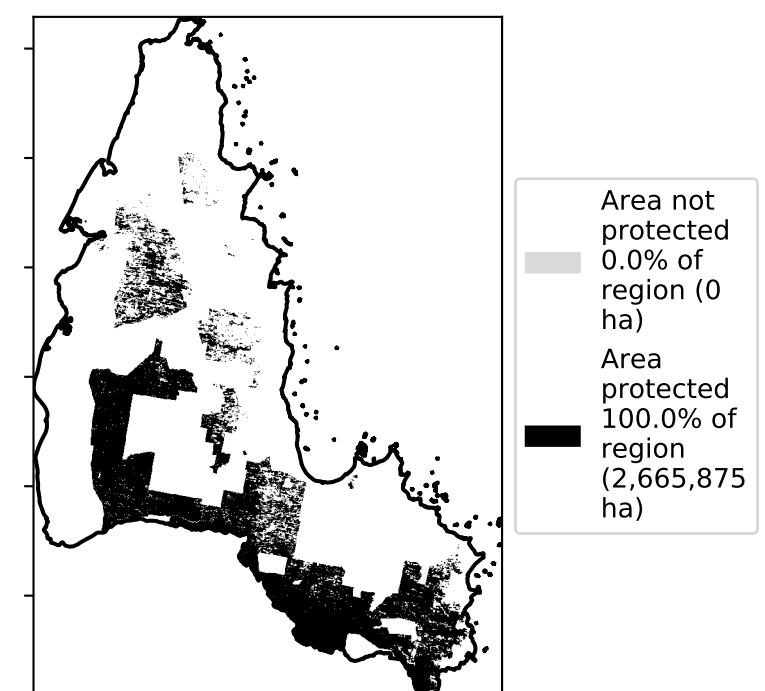 Area not
protected
0.0% of
region (0
ha)
Area
protected
100.0% of
region
(2,665,875
ha)